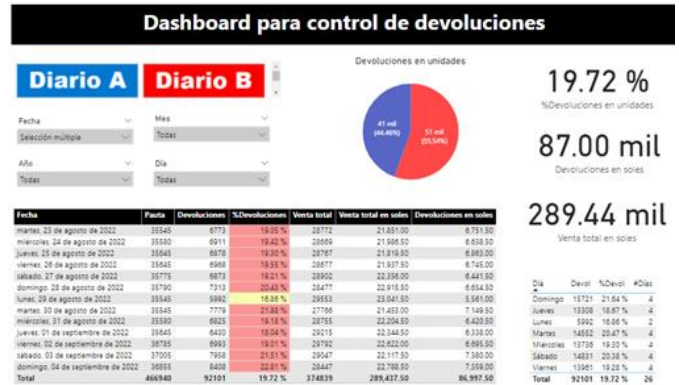 Dashboard para control de devoluciones
Diario A Diario B
Fecha
Selección múltiple
Mes
Todas
Año
Todas
Día
Todas
Devoluciones en unidades
41 mil
(44.46%)
51 mil
(55.54%)
19.72 %
%Devoluciones en unidades
87.00 mil
Devoluciones en soles
289.44 mil
Venta total en soles
Fecha Pauta Devoluciones %Devoluciones Venta total Venta total en soles Devoluciones en soles
martes, 23 de agosto de 2022 35545 6773 19.05 % 28772 21,851.00 6,751.50
miércoles, 24 de agosto de 2022 35580 6911 19.42 % 28669 21,986.50 6,638.50
jueves, 25 de agosto de 2022 35645 6878 19.30 % 28767 21,819.50 6,863.00
viernes, 26 de agosto de 2022 35645 6968 19.55 % 28677 21,937.50 6,745.00
sábado, 27 de agosto de 2022 35775 6873 19.21 % 28902 22,356.00 6,441.50
domingo, 28 de agosto de 2022 35790 7313 20.43 % 28477 22,915.50 6,654.50
lunes, 29 de agosto de 2022 35545 5992 16.86 % 29553 23,041.50 5,561.00
martes, 30 de agosto de 2022 35545 7779 21.88 % 27766 21,453.00 7,149.50
miércoles, 31 de agosto de 2022 35580 6825 19.18 % 28755 22,204.50 6,420.50
jueves, 01 de septiembre de 2022 35645 6430 18.04 % 29215 22,344.50 6,338.00
viernes, 02 de septiembre de 2022 36785 6993 19.01 % 29792 22,622.00 6,695.50
sábado, 03 de septiembre de 2022 37005 7958 21.51 % 29047 22,117.50 7,380.00
domingo, 04 de septiembre de 2022 36855 8408 22.81 % 28447 22,788.50 7,359.00
Total 466940 92101 19.72 % 374839 289,437.50 86,997.50
Día Devol %Devol #Días
Domingo 15721 21.64 % 4
Jueves 13308 18.67 % 4
Lunes 5992 16.86 % 2
Martes 14552 20.47 % 4
Miércoles 13736 19.30 % 4
Sábado 14831 20.38 % 4
Viernes 13961 19.28 % 4
Total 92101 19.72 % 26